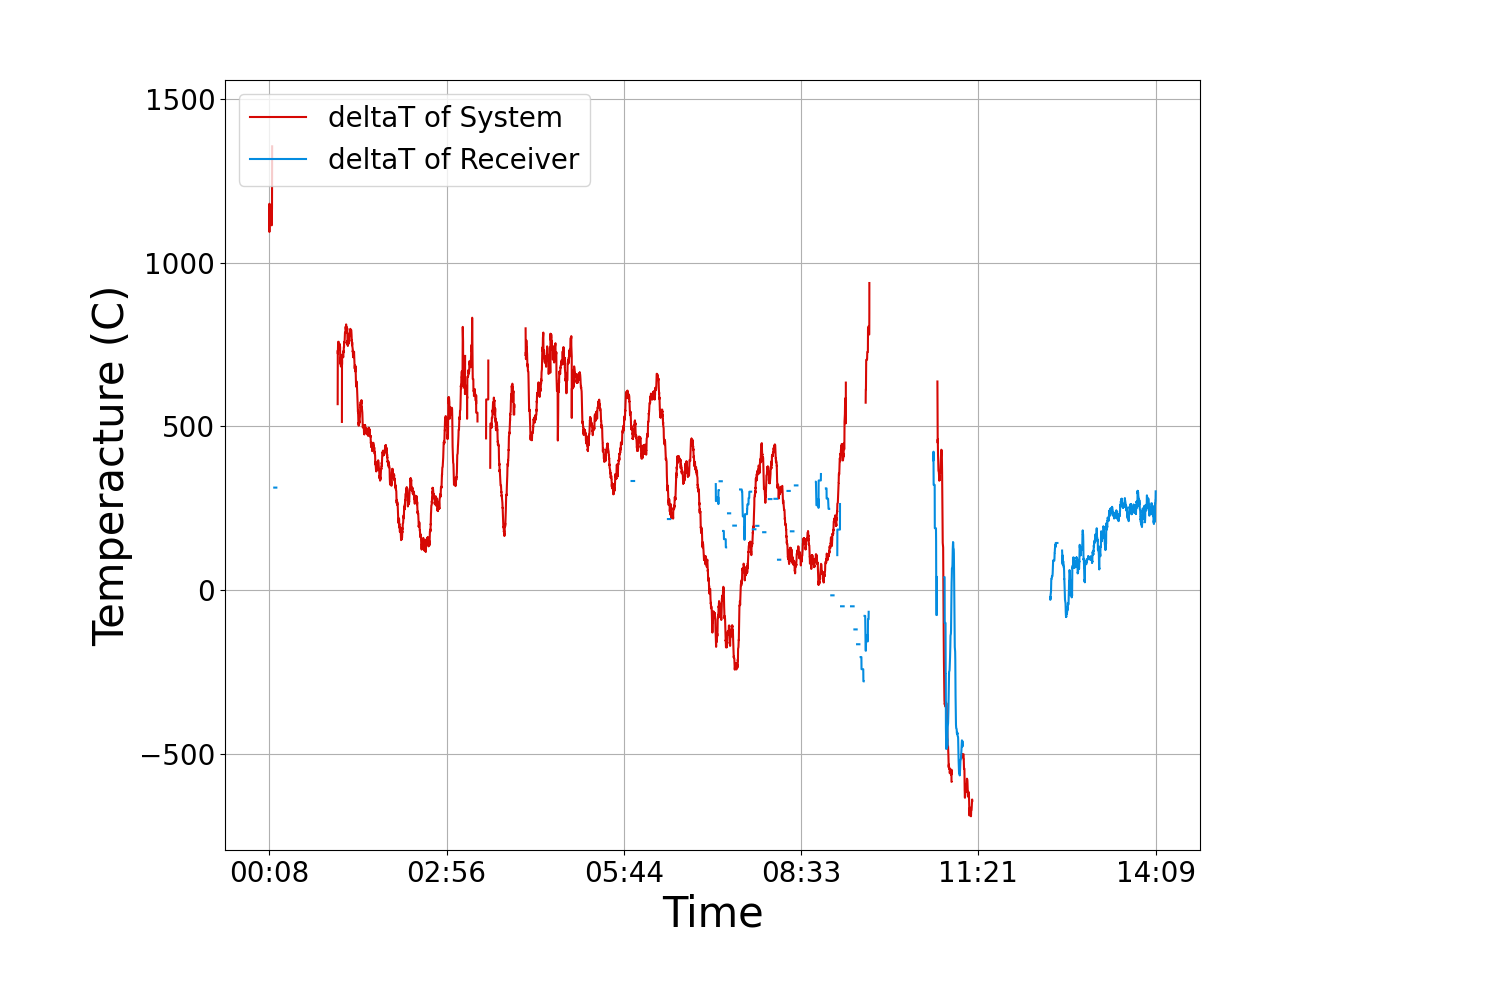 1500
1000
500
0
−500
Temperacture (C)
deltaT of System
deltaT of Receiver
00:08 02:56 05:44 08:33 11:21 14:09
Time